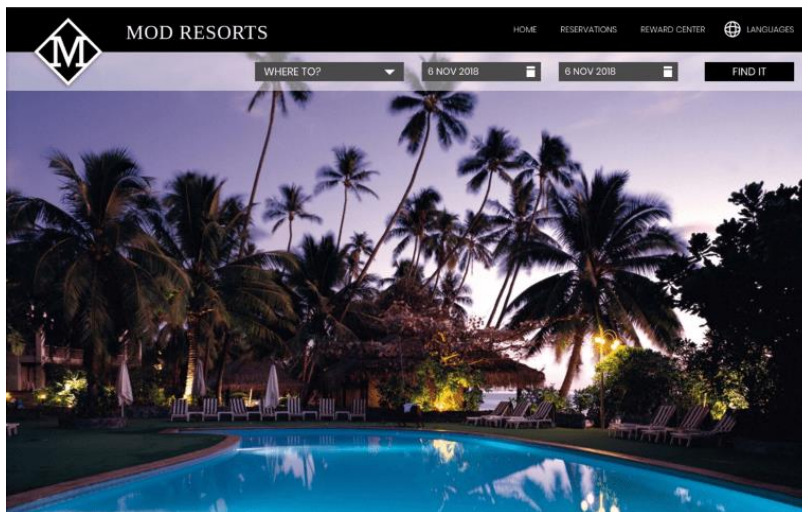 M
MOD RESORTS
HOME RESERVATIONS REWARD CENTER LANGUAGES
WHERE TO? 6 NOV 2018 6 NOV 2018 FIND IT